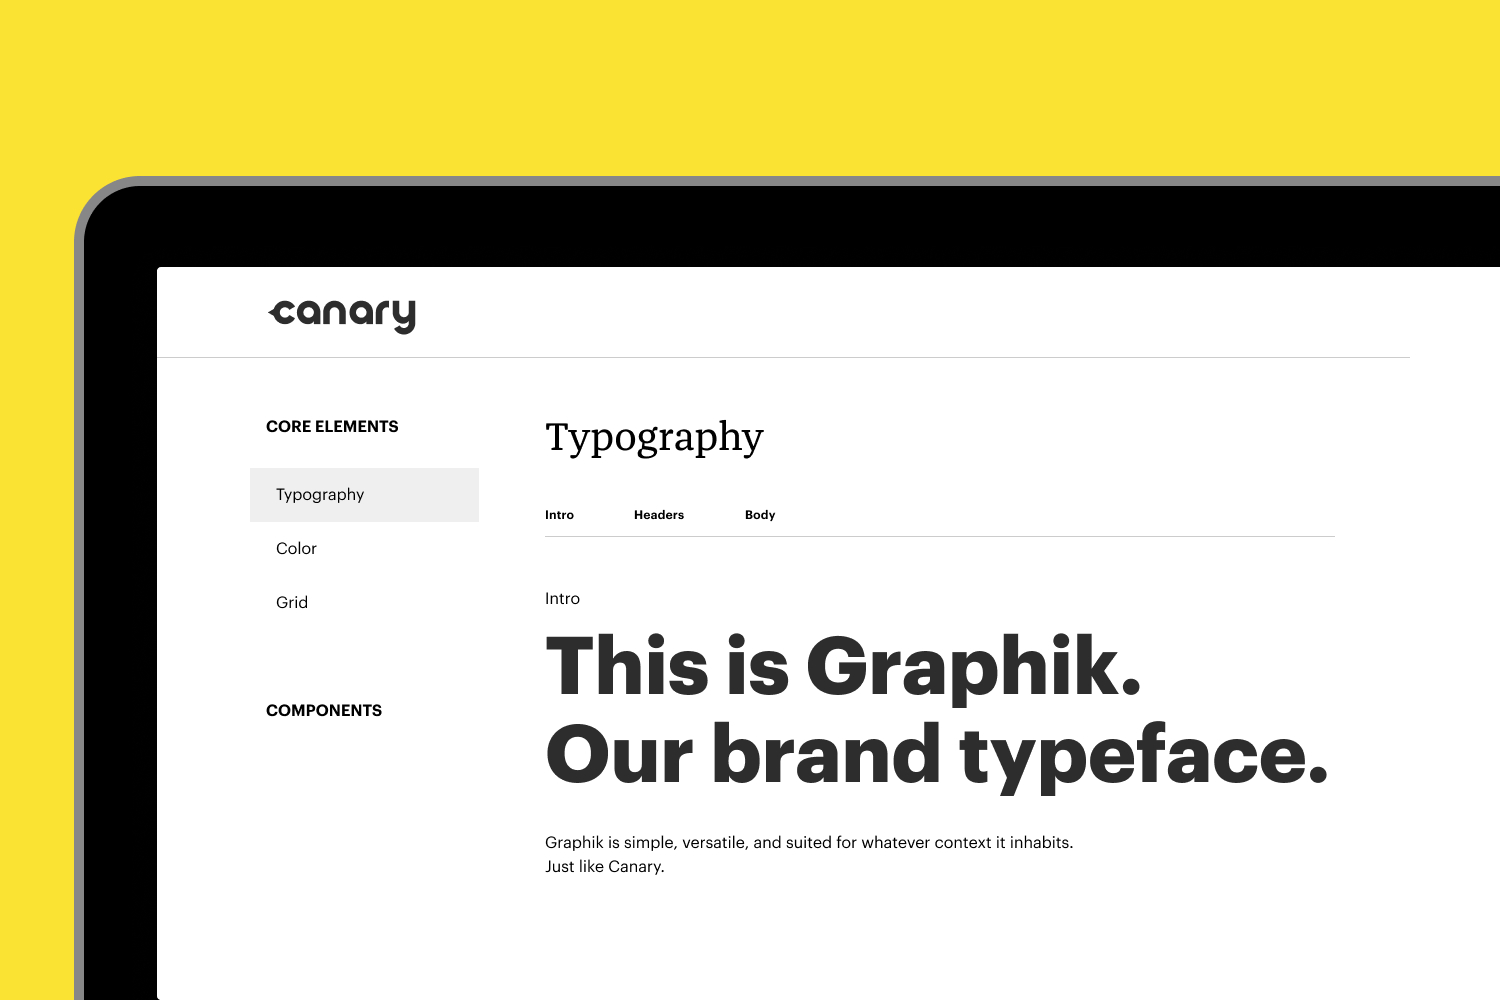 canary
CORE ELEMENTS
Typography
Color
Grid
COMPONENTS
Typography
Intro Headers Body
Intro
This is Graphik.
Our brand typeface.
Graphik is simple, versatile, and suited for whatever context it inhabits.
Just like Canary.